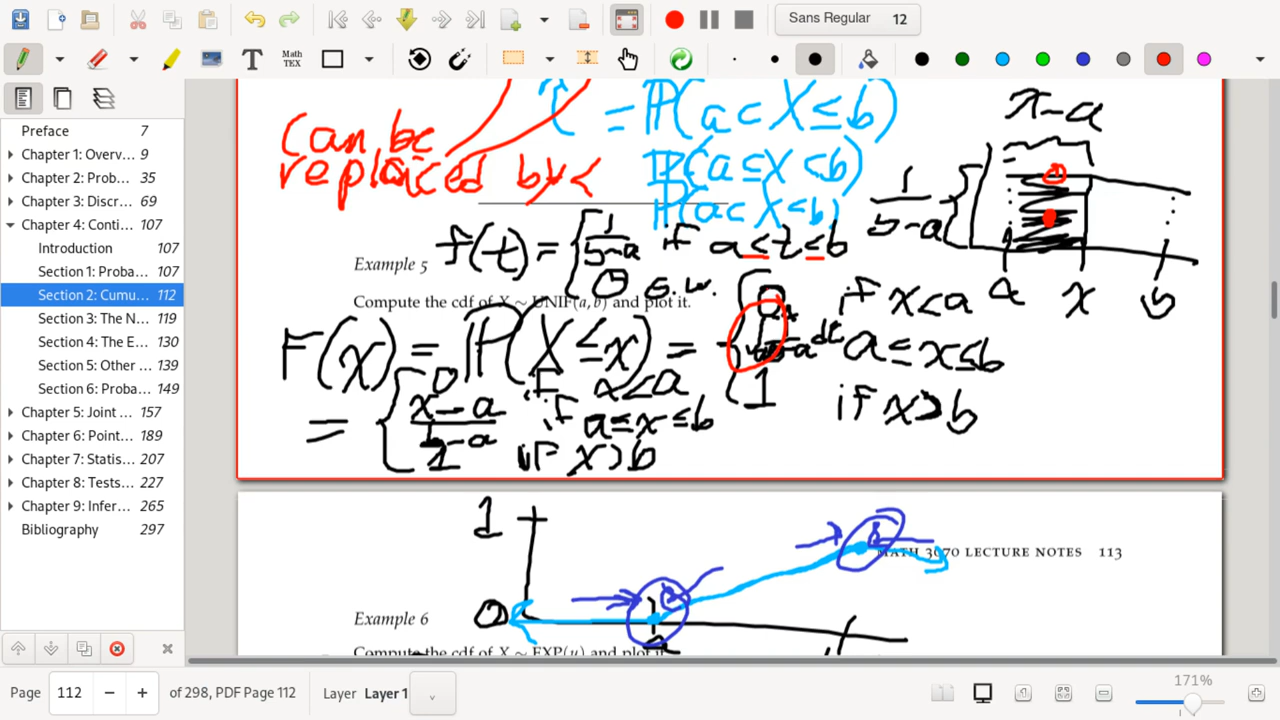 Sans Regular 12
T
Math
TEX
Preface 7
Chapter 1: Overv... 9
Chapter 2: Prob... 35
Chapter 3: Discr... 69
Chapter 4: Conti... 107
Introduction 107
Section 1: Proba... 107
Section 2: Cumu... 112
Section 3: The N... 119
Section 4: The E... 130
Section 5: Other ... 139
Section 6: Proba... 149
Chapter 5: Joint ... 157
Chapter 6: Point... 189
Chapter 7: Statis... 207
Chapter 8: Tests... 227
Chapter 9: Infer... 265
Bibliography 297
can be
replaced by <
= ℙ(a < X ≤ b)
ℙ(a ≤ X < b)
ℙ(a < X ≤ b)
x-a
1/(b-a)
a x b
f(t) = { 1/(b-a) if a ≤ t ≤ b
0 o.w.
Example 5
Compute the cdf of X ∼ UNIF(a, b) and plot it.
F(x) = ℙ(X ≤ x) = { 0 if x < a
a ≤ x ≤ b
1 if x > b
= { 0 if x < a
(x-a)/(b-a) if a ≤ x ≤ b
1 if x > b
1
0
MATH 3070 LECTURE NOTES 113
Example 6
Compute the cdf of X ∼ EXP(μ) and plot it.
Page 112 of 298, PDF Page 112
Layer Layer 1
171%